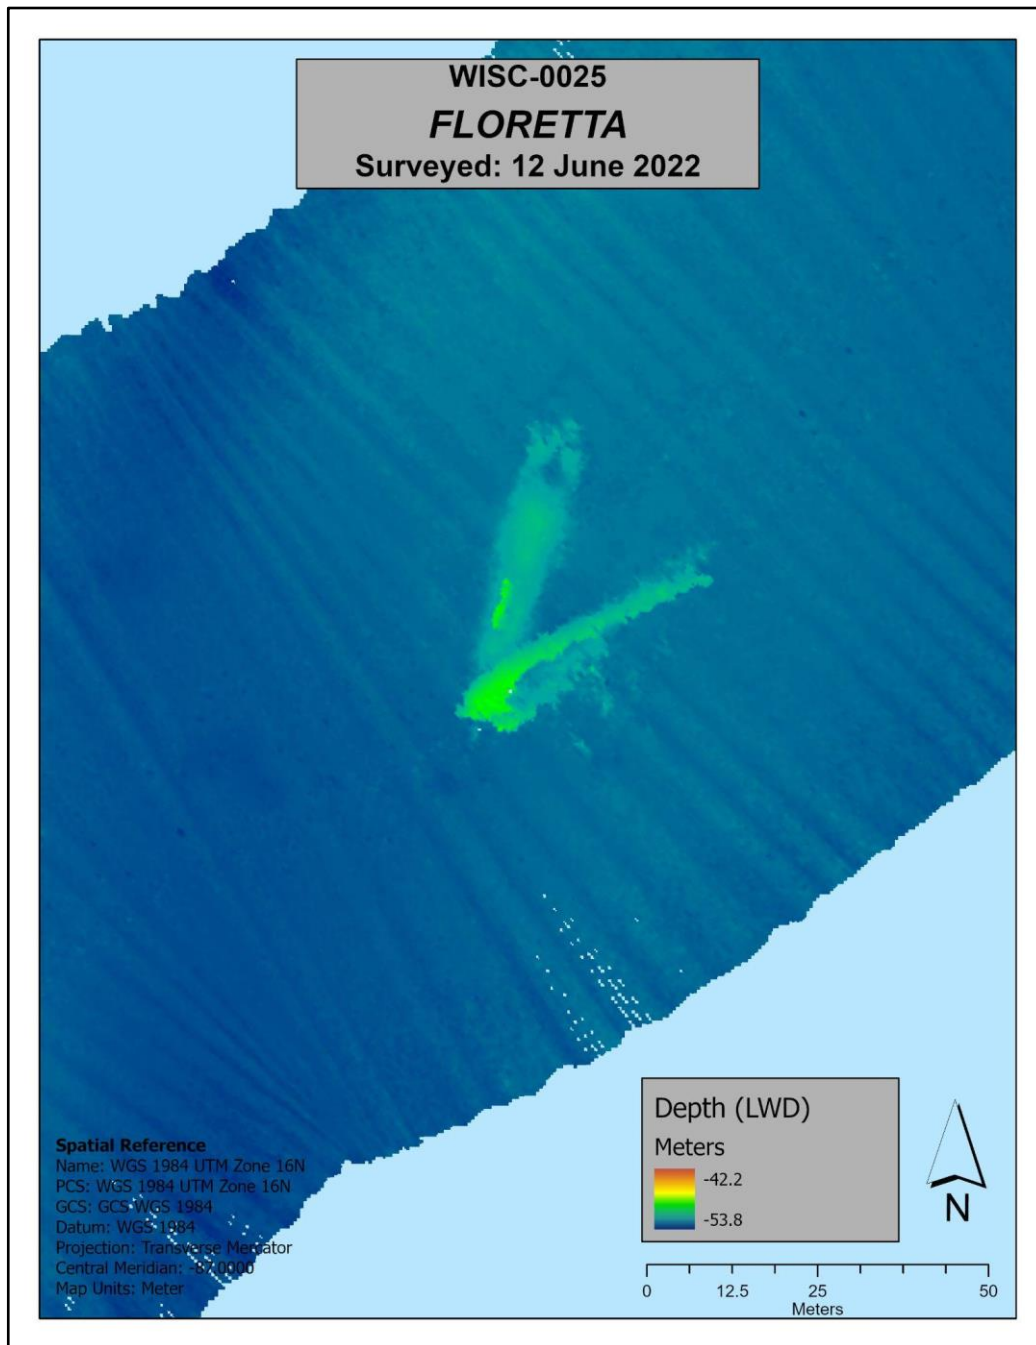 WISC-0025
FLORETTA
Surveyed: 12 June 2022
Depth (LWD)
Meters
-42.2
-53.8
N
0 12.5 25 50
Meters
Spatial Reference
Name: WGS 1984 UTM Zone 16N
PCS: WGS 1984 UTM Zone 16N
GCS: GCS WGS 1984
Datum: WGS 1984
Projection: Transverse Mercator
Central Meridian: -87.0000
Map Units: Meter